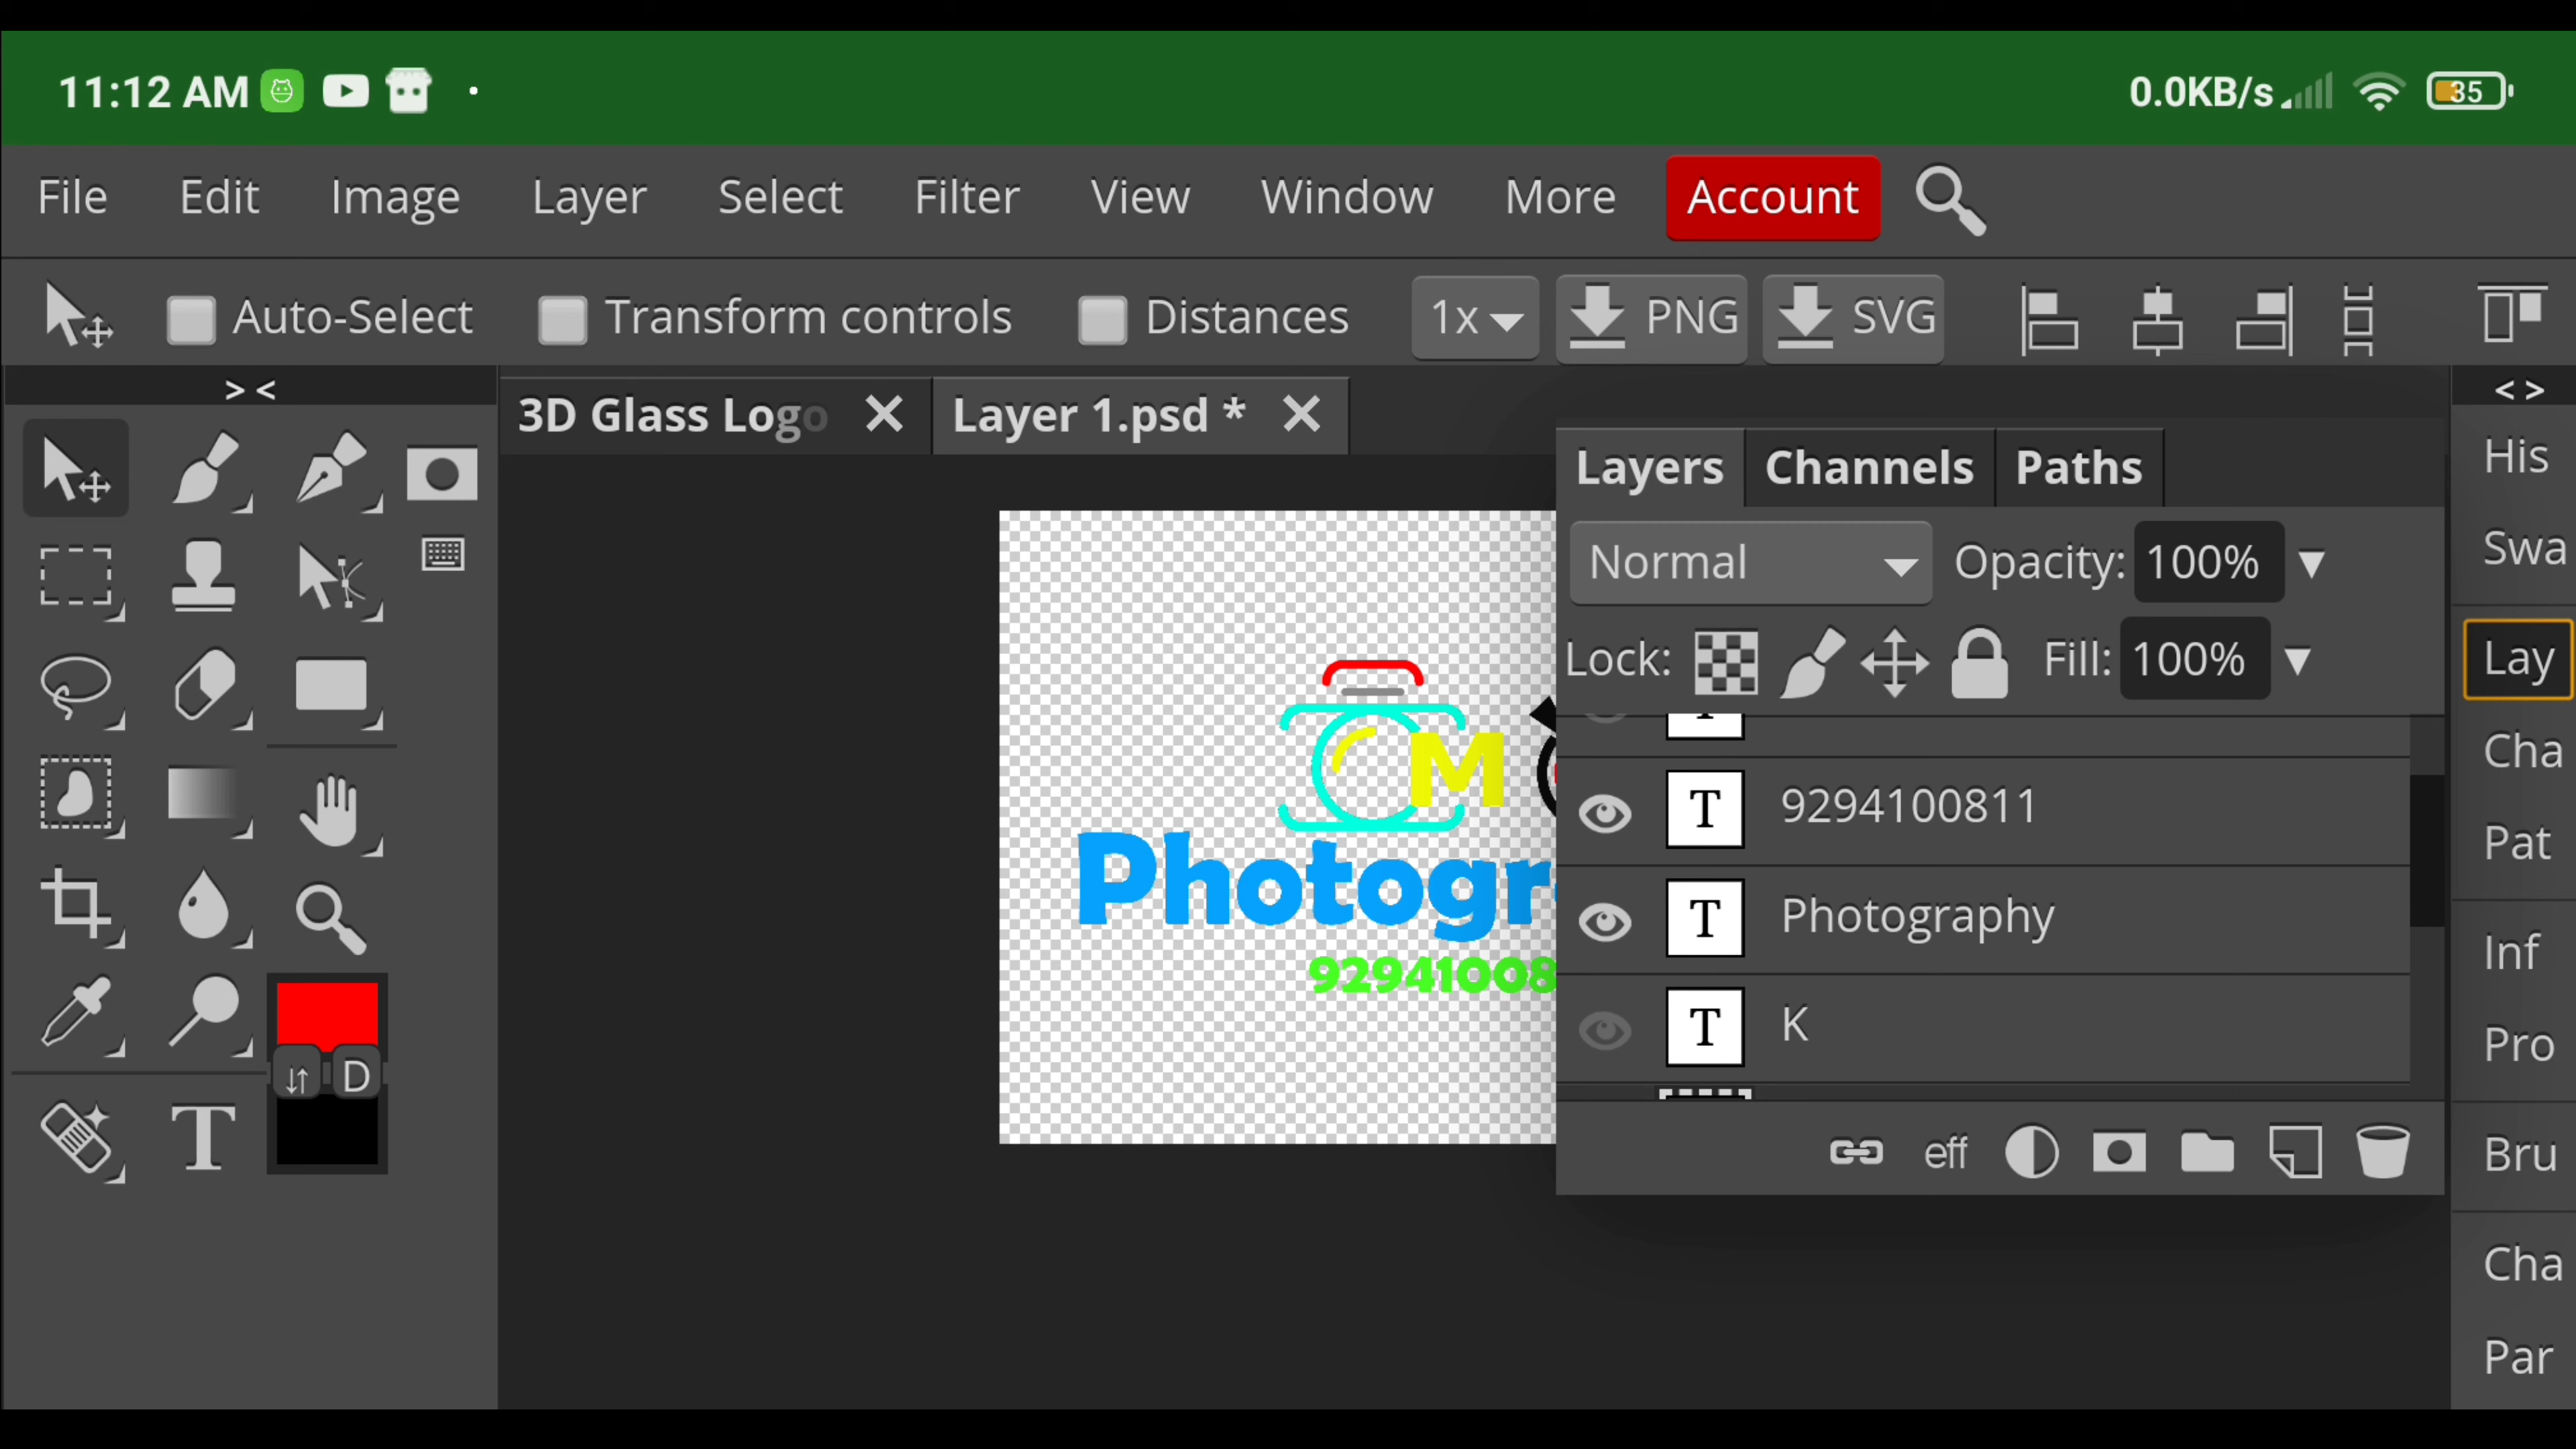 11:12 AM
0.0KB/s 35
File Edit Image Layer Select Filter View Window More Account
Auto-Select Transform controls Distances 1x PNG SVG
> < 3D Glass Logo Layer 1.psd * < >
Layers Channels Paths His
Normal Opacity: 100% Swa
Lock: Fill: 100% Lay
Cha
M
9294100811
Pat
Photogr
Photography
Inf
92941008
K
Pro
D
T
eff
Bru
Cha
Par